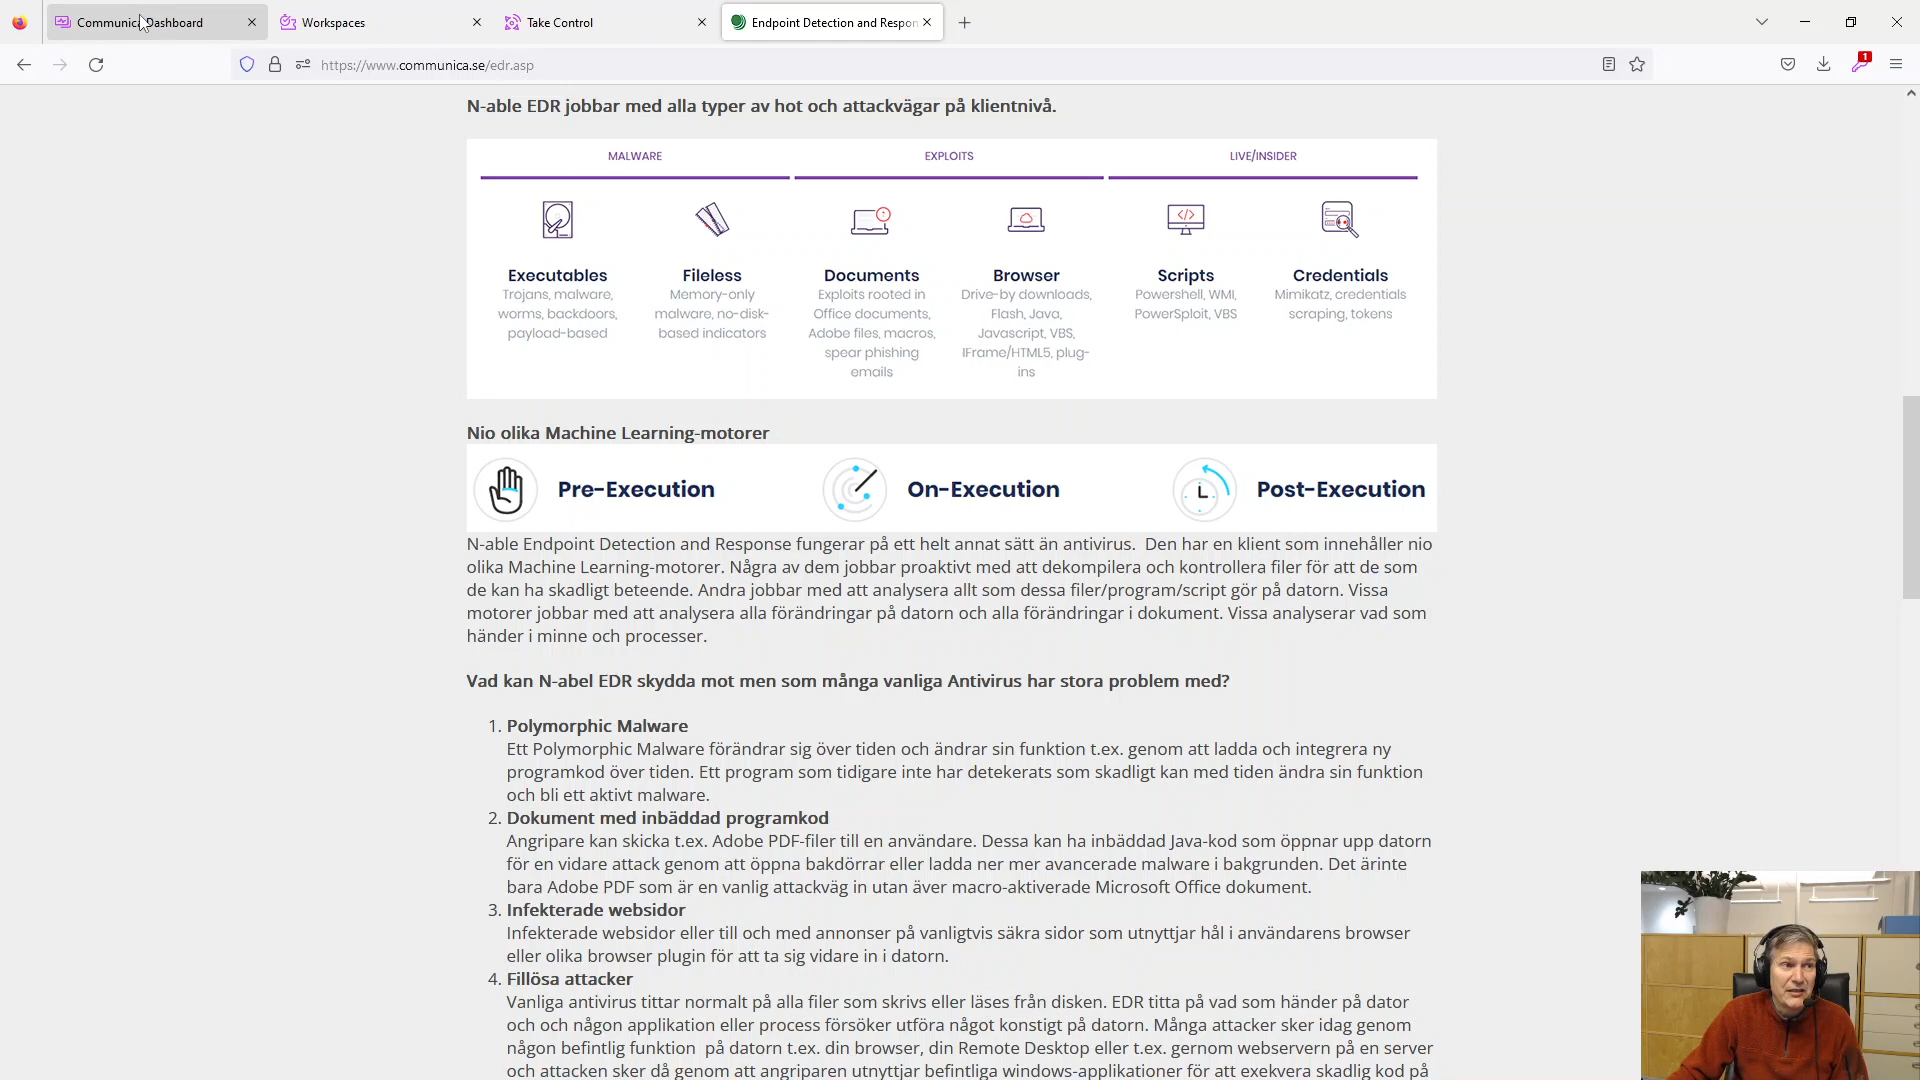 Communica Dashboard
Workspaces
Take Control
Endpoint Detection and Respon
https://www.communica.se/edr.asp
1
N-able EDR jobbar med alla typer av hot och attackvägar på klientnivå.
MALWARE
EXPLOITS
LIVE/INSIDER
Executables
Trojans, malware,
worms, backdoors,
payload-based
Fileless
Memory-only
malware, no-disk-
based indicators
Documents
Exploits rooted in
Office documents,
Adobe files, macros,
spear phishing
emails
Browser
Drive-by downloads,
Flash, Java,
Javascript, VBS,
IFrame/HTML5, plug-
ins
Scripts
Powershell, WMI,
PowerSploit, VBS
Credentials
Mimikatz, credentials
scraping, tokens
Nio olika Machine Learning-motorer
Pre-Execution
On-Execution
Post-Execution
N-able Endpoint Detection and Response fungerar på ett helt annat sätt än antivirus. Den har en klient som innehåller nio
olika Machine Learning-motorer. Några av dem jobbar proaktivt med att dekompilera och kontrollera filer för att de som
de kan ha skadligt beteende. Andra jobbar med att analysera allt som dessa filer/program/script gör på datorn. Vissa
motorer jobbar med att analysera alla förändringar på datorn och alla förändringar i dokument. Vissa analyserar vad som
händer i minne och processer.
Vad kan N-abel EDR skydda mot men som många vanliga Antivirus har stora problem med?
1. Polymorphic Malware
Ett Polymorphic Malware förändrar sig över tiden och ändrar sin funktion t.ex. genom att ladda och integrera ny
programkod över tiden. Ett program som tidigare inte har detekerats som skadligt kan med tiden ändra sin funktion
och bli ett aktivt malware.
2. Dokument med inbäddad programkod
Angripare kan skicka t.ex. Adobe PDF-filer till en användare. Dessa kan ha inbäddad Java-kod som öppnar upp datorn
för en vidare attack genom att öppna bakdörrar eller ladda ner mer avancerade malware i bakgrunden. Det ärinte
bara Adobe PDF som är en vanlig attackväg in utan även macro-aktiverade Microsoft Office dokument.
3. Infekterade websidor
Infekterade websidor eller till och med annonser på vanligtvis säkra sidor som utnyttjar hål i användarens browser
eller olika browser plugin för att ta sig vidare in i datorn.
4. Fillösa attacker
Vanliga antivirus tittar normalt på alla filer som skrivs eller läses från disken. EDR titta på vad som händer på dator
och och någon applikation eller process försöker utföra något konstigt på datorn. Många attacker sker idag genom
någon befintlig funktion på datorn t.ex. din browser, din Remote Desktop eller t.ex. gernom webservern på en server
och attacken sker då genom att angriparen utnyttjar befintliga windows-applikationer för att exekvera skadlig kod på